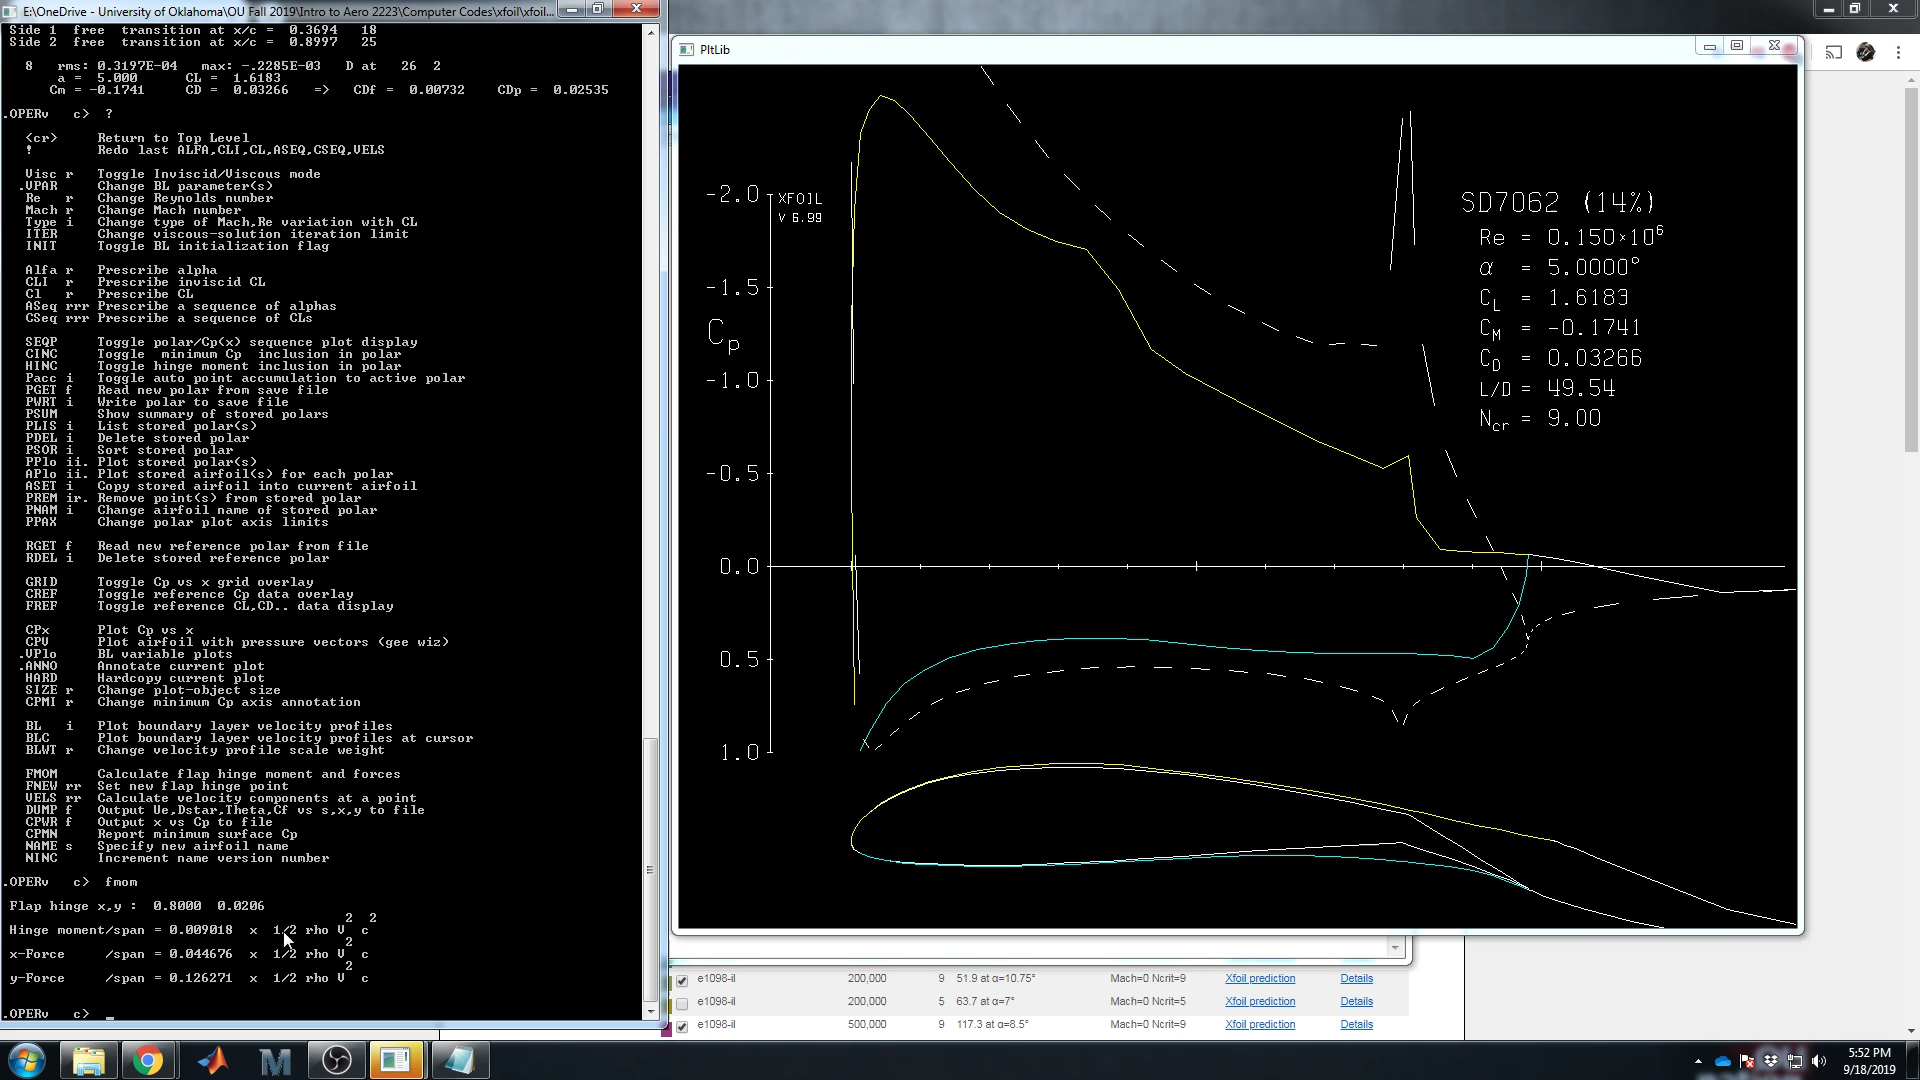 E:\OneDrive - University of Oklahoma\OU Fall 2019\Intro to Aero 2223\Computer Codes\xfoil\xfoil...
Side 1  free  transition at x/c =  0.3694   18
Side 2  free  transition at x/c =  0.8997   25
8   rms: 0.3197E-04   max: -.2285E-03   D at   26  2
a =  5.000      CL =  1.6183
Cm = -0.1741     CD =  0.03266   =>   CDf =  0.00732    CDp =  0.02535
.OPERv   c>  ?
<cr>     Return to Top Level
!        Redo last ALFA,CLI,CL,ASEQ,CSEQ,VELS
Visc r   Toggle Inviscid/Viscous mode
.VPAR     Change BL parameter(s)
Re   r   Change Reynolds number
Mach r   Change Mach number
Type i   Change type of Mach,Re variation with CL
ITER     Change viscous-solution iteration limit
INIT     Toggle BL initialization flag
Alfa r   Prescribe alpha
CLI  r   Prescribe inviscid CL
Cl   r   Prescribe CL
ASeq rrr Prescribe a sequence of alphas
CSeq rrr Prescribe a sequence of CLs
SEQP     Toggle polar/Cp(x) sequence plot display
CINC     Toggle  minimum Cp  inclusion in polar
HINC     Toggle hinge moment inclusion in polar
Pacc i   Toggle auto point accumulation to active polar
PGET f   Read new polar from save file
PWRT i   Write polar to save file
PSUM     Show summary of stored polars
PLIS i   List stored polar(s)
PDEL i   Delete stored polar
PSOR i   Sort stored polar
PPlo ii. Plot stored polar(s)
APlo ii. Plot stored airfoil(s) for each polar
ASET i   Copy stored airfoil into current airfoil
PREM ir. Remove point(s) from stored polar
PNAM i   Change airfoil name of stored polar
PPAX     Change polar plot axis limits
RGET f   Read new reference polar from file
RDEL i   Delete stored reference polar
GRID     Toggle Cp vs x grid overlay
CREF     Toggle reference Cp data overlay
FREF     Toggle reference CL,CD.. data display
CPx      Plot Cp vs x
CPV      Plot airfoil with pressure vectors (gee wiz)
.VPlo     BL variable plots
.ANNO     Annotate current plot
HARD     Hardcopy current plot
SIZE r   Change plot-object size
CPMI r   Change minimum Cp axis annotation
BL   i   Plot boundary layer velocity profiles
BLC      Plot boundary layer velocity profiles at cursor
BLWT r   Change velocity profile scale weight
FMOM     Calculate flap hinge moment and forces
FNEW rr  Set new flap hinge point
VELS rr  Calculate velocity components at a point
DUMP f   Output Ue,Dstar,Theta,Cf vs s,x,y to file
CPWR f   Output x vs Cp to file
CPMN     Report minimum surface Cp
NAME s   Specify new airfoil name
NINC     Increment name version number
.OPERv   c>  fmom
Flap hinge x,y :  0.8000  0.0206
2  2
Hinge moment/span = 0.009018  x  1/2 rho V  c
2
x-Force     /span = 0.044676  x  1/2 rho V  c
2
y-Force     /span = 0.126271  x  1/2 rho V  c
.OPERv   c>  _
PltLib
XFOIL
V 6.99
-2.0
-1.5
Cp
-1.0
-0.5
0.0
0.5
1.0
SD7062 (14%)
Re = 0.150×10⁶
α = 5.0000°
CL = 1.6183
CM = -0.1741
CD = 0.03266
L/D = 49.54
Ncr = 9.00
e1098-il 200,000 9 51.9 at α=10.75° Mach=0 Ncrit=9 Xfoil prediction Details
e1098-il 200,000 5 63.7 at α=7° Mach=0 Ncrit=5 Xfoil prediction Details
e1098-il 500,000 9 117.3 at α=8.5° Mach=0 Ncrit=9 Xfoil prediction Details
5:52 PM
9/18/2019